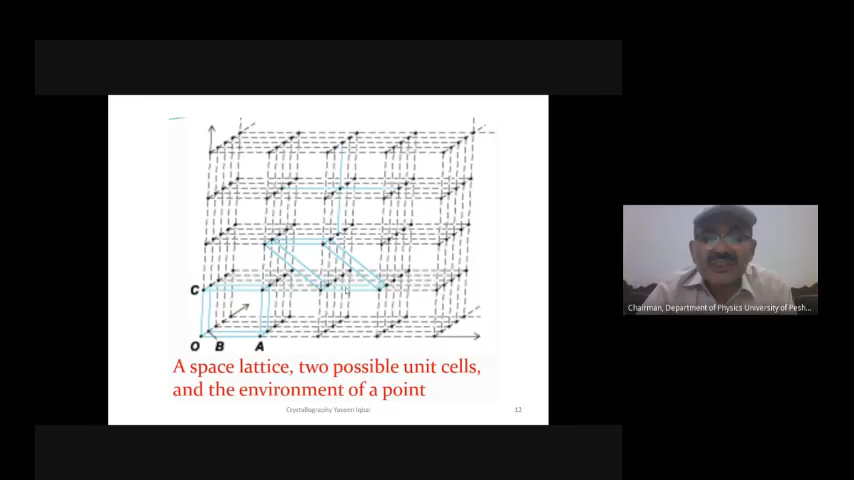 C
O B A
A space lattice, two possible unit cells,
and the environment of a point
Crystallography Yaseen Iqbal
12
Chairman, Department of Physics University of Pesh...